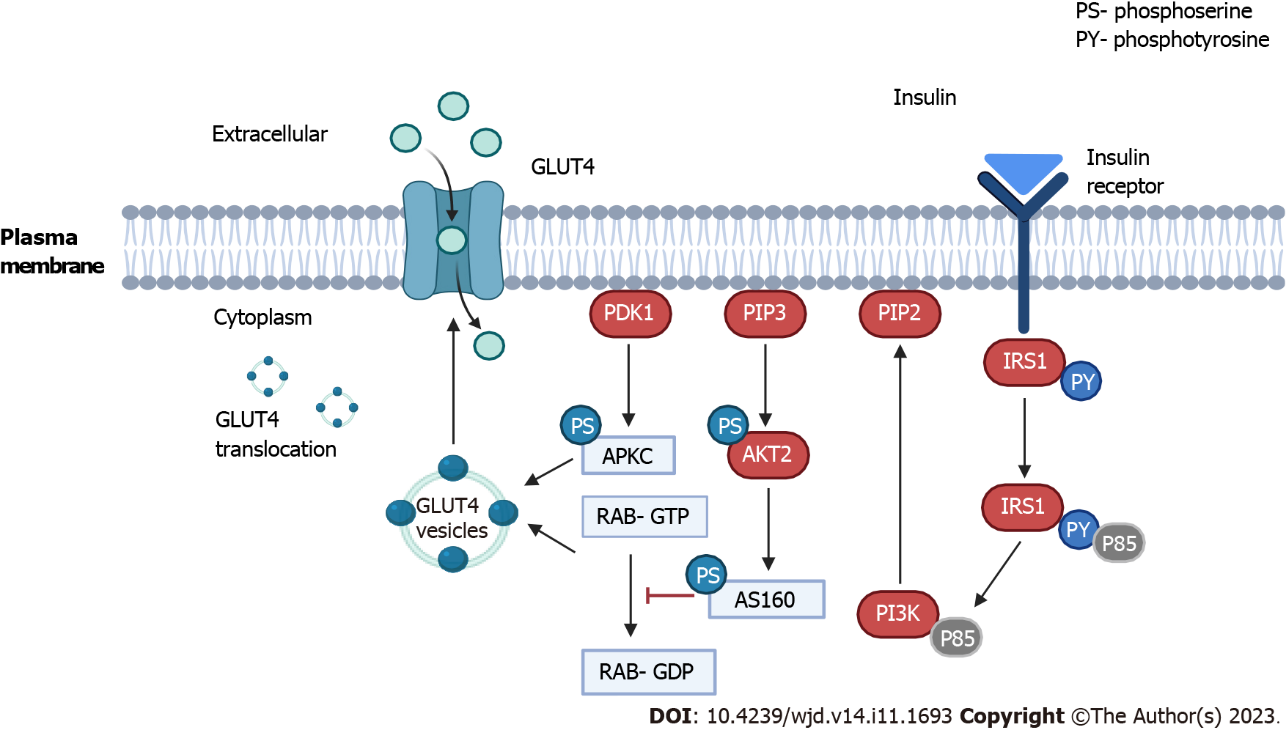 PS- phosphoserine
PY- phosphotyrosine
Insulin
Extracellular
GLUT4
Insulin
receptor
Plasma
membrane
Cytoplasm
PDK1
PIP3
PIP2
IRS1
PY
GLUT4
translocation
PS
APKC
PS
AKT2
GLUT4
vesicles
RAB- GTP
IRS1
PY
P85
PS
AS160
PI3K
P85
RAB- GDP
DOI: 10.4239/wjd.v14.i11.1693 Copyright ©The Author(s) 2023.